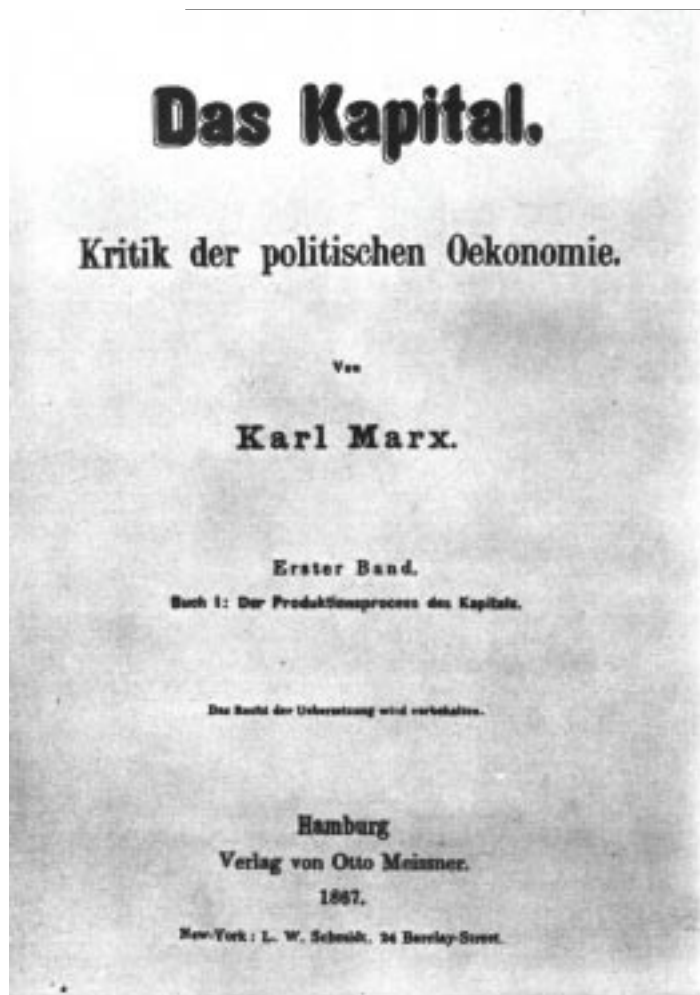 Das Kapital.
Kritik der politischen Oekonomie.
Von
Karl Marx.
Erster Band.
Buch I: Der Produktionsprocess des Kapitals.
Das Recht der Uebersetzung wird vorbehalten.
Hamburg
Verlag von Otto Meissner.
1867.
New-York: L. W. Schmidt. 24 Barclay-Street.